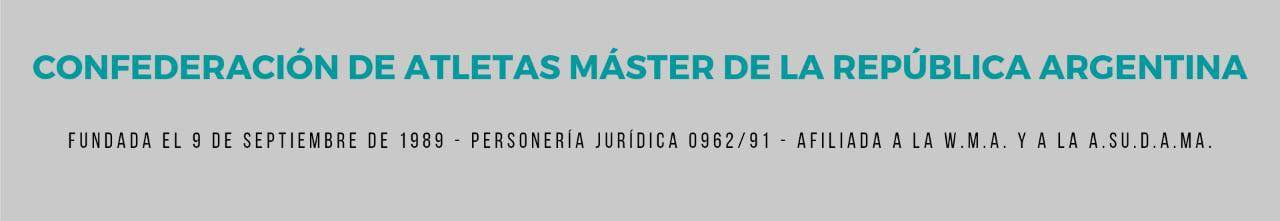 CONFEDERACIÓN DE ATLETAS MÁSTER DE LA REPÚBLICA ARGENTINA
FUNDADA EL 9 DE SEPTIEMBRE DE 1989 - PERSONERÍA JURÍDICA 0962/91 - AFILIADA A LA W.M.A. Y A LA A.SU.D.A.MA.